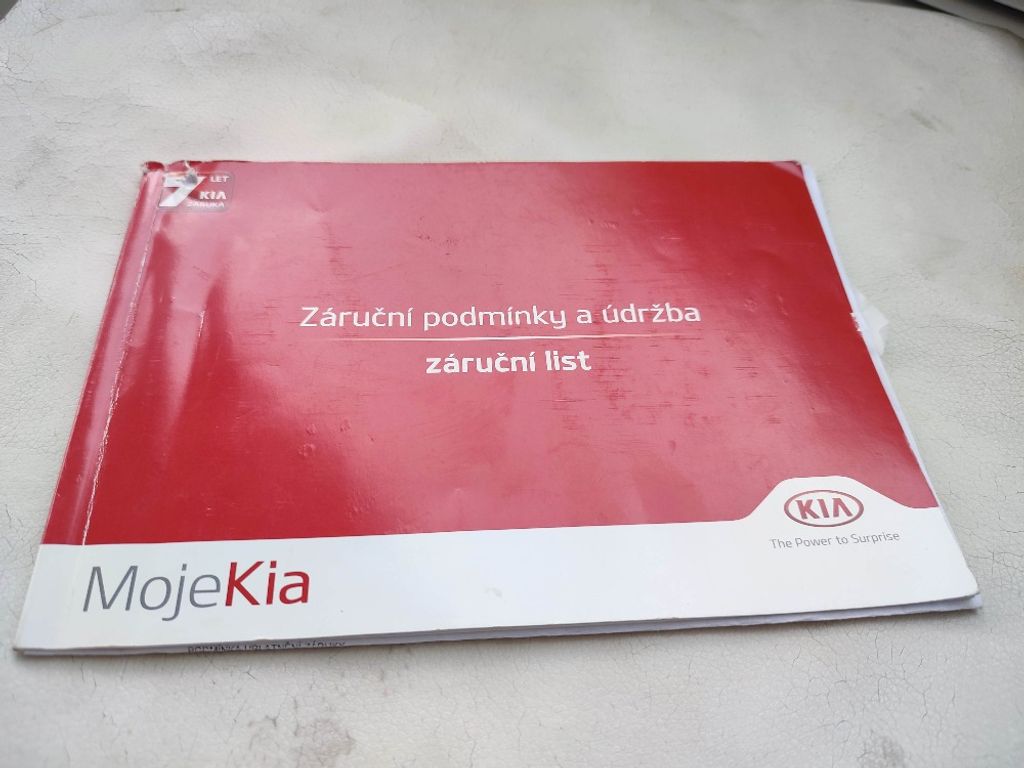 7 LET
KIA
ZÁRUKA
Záruční podmínky a údržba
záruční list
KIA
The Power to Surprise
MojeKia